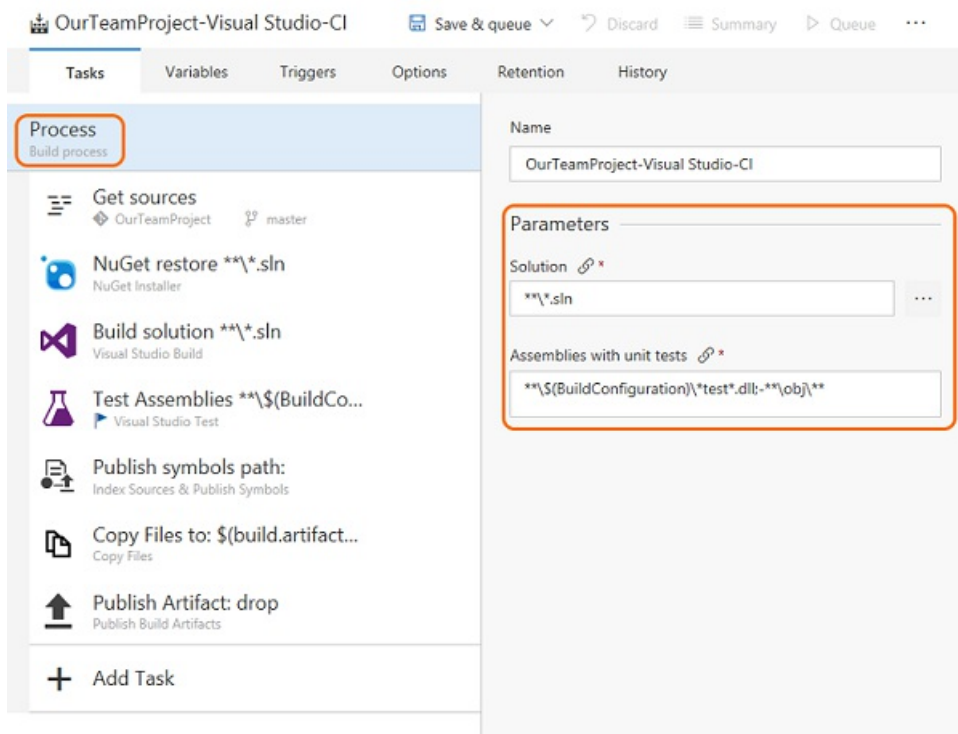 OurTeamProject-Visual Studio-CI
Save & queue
Discard
Summary
Queue
...
Tasks
Variables
Triggers
Options
Retention
History
Process
Build process
Get sources
OurTeamProject
master
NuGet restore **\*.sln
NuGet Installer
Build solution **\*.sln
Visual Studio Build
Test Assemblies **\$(BuildCo...
Visual Studio Test
Publish symbols path:
Index Sources & Publish Symbols
Copy Files to: $(build.artifact...
Copy Files
Publish Artifact: drop
Publish Build Artifacts
Add Task
Name
OurTeamProject-Visual Studio-CI
Parameters
Solution *
**\*.sln
...
Assemblies with unit tests *
**\$(BuildConfiguration)\*test*.dll;-**\obj\**